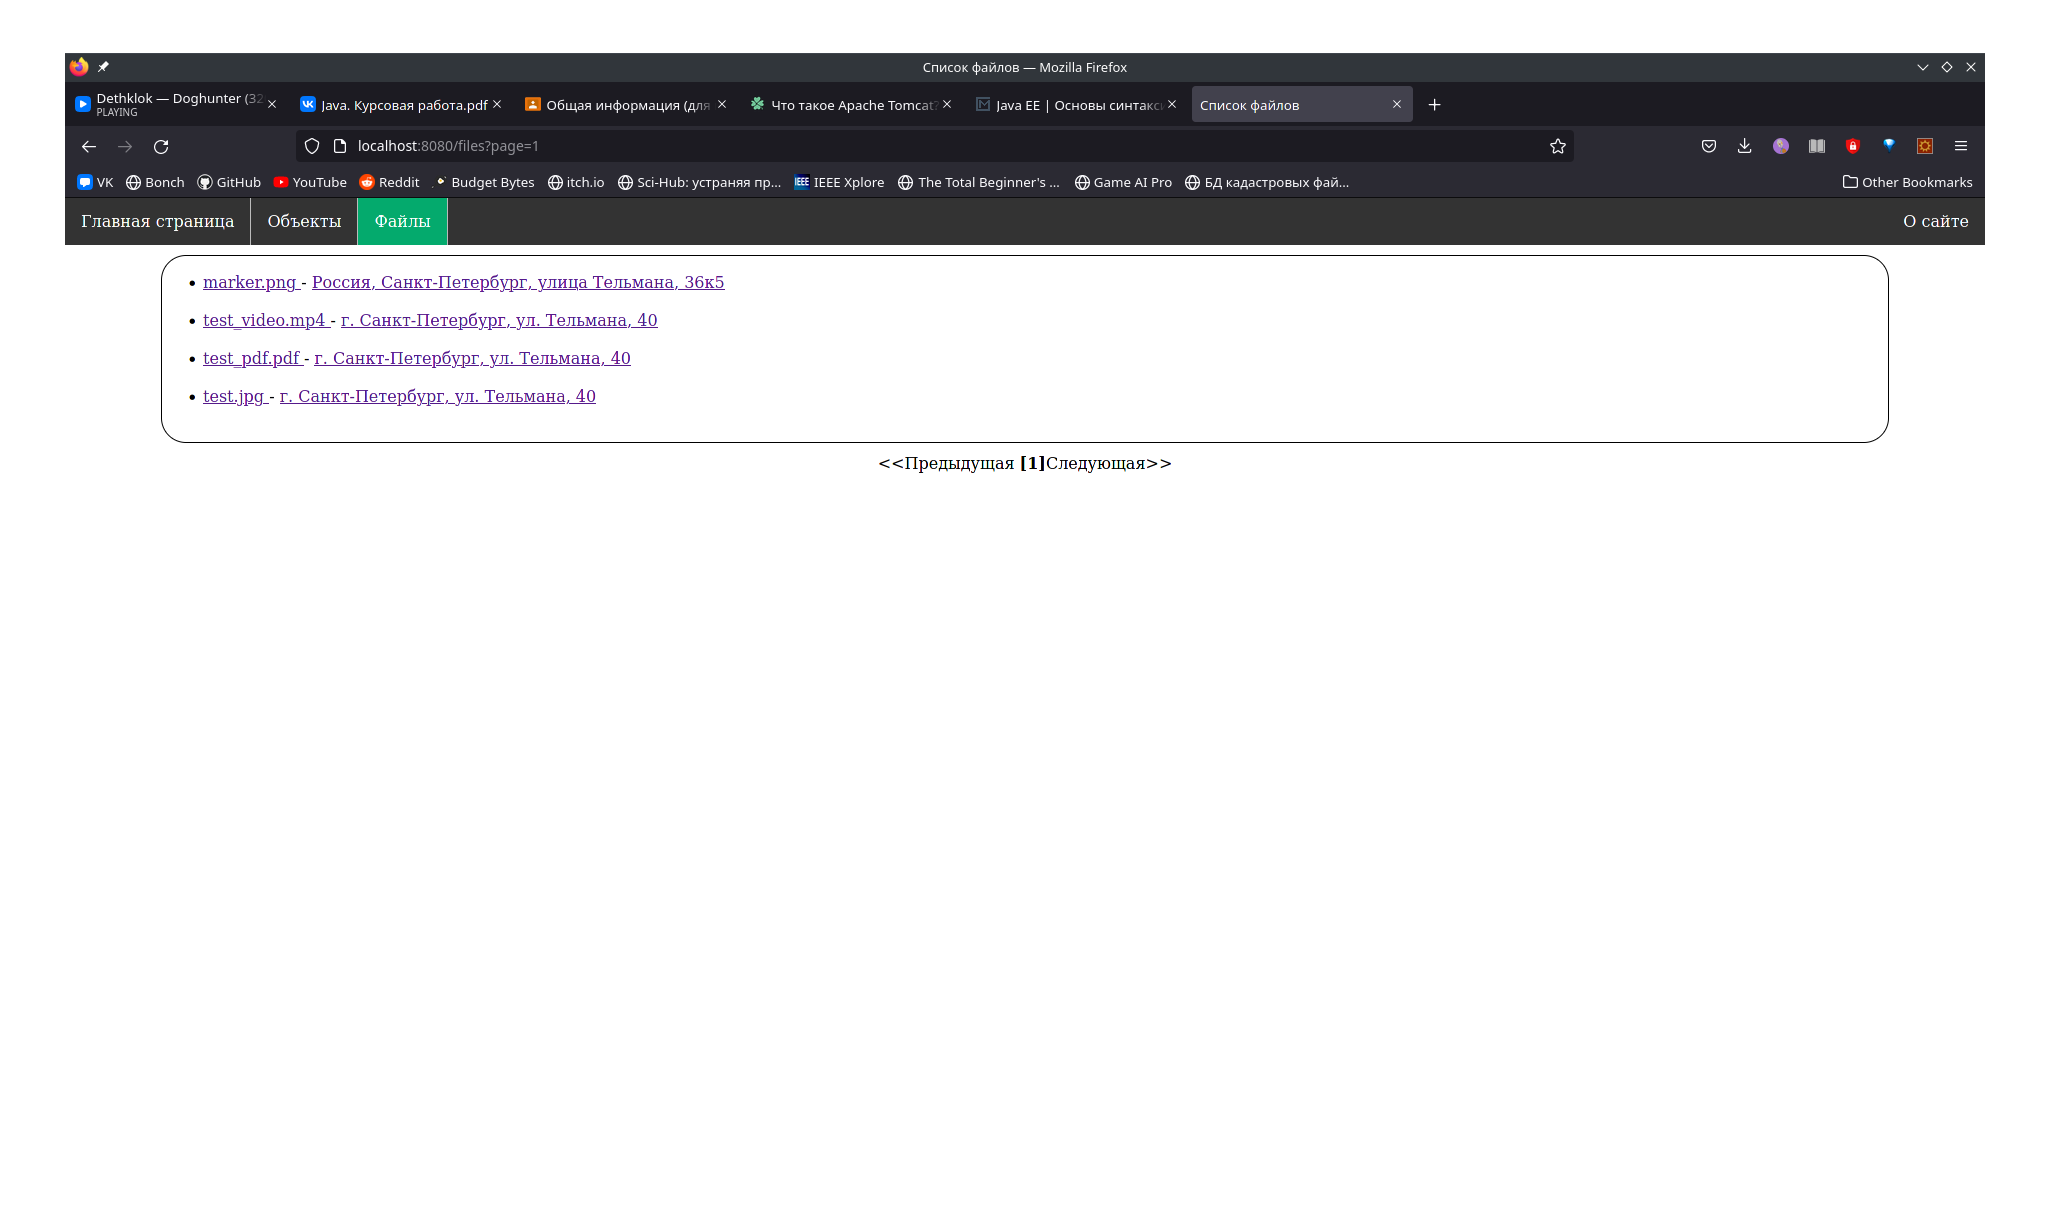 Список файлов — Mozilla Firefox
Dethklok — Doghunter (32
PLAYING
Java. Курсовая работа.pdf
Общая информация (для
Что такое Apache Tomcat?
Java EE | Основы синтакси
Список файлов
localhost:8080/files?page=1
VK Bonch GitHub YouTube Reddit Budget Bytes itch.io Sci-Hub: устраняя пр... IEEE IEEE Xplore The Total Beginner's ... Game AI Pro БД кадастровых фай... Other Bookmarks
Главная страница Объекты Файлы О сайте
• marker.png - Россия, Санкт-Петербург, улица Тельмана, 36к5
• test_video.mp4 - г. Санкт-Петербург, ул. Тельмана, 40
• test_pdf.pdf - г. Санкт-Петербург, ул. Тельмана, 40
• test.jpg - г. Санкт-Петербург, ул. Тельмана, 40
<<Предыдущая [1]Следующая>>